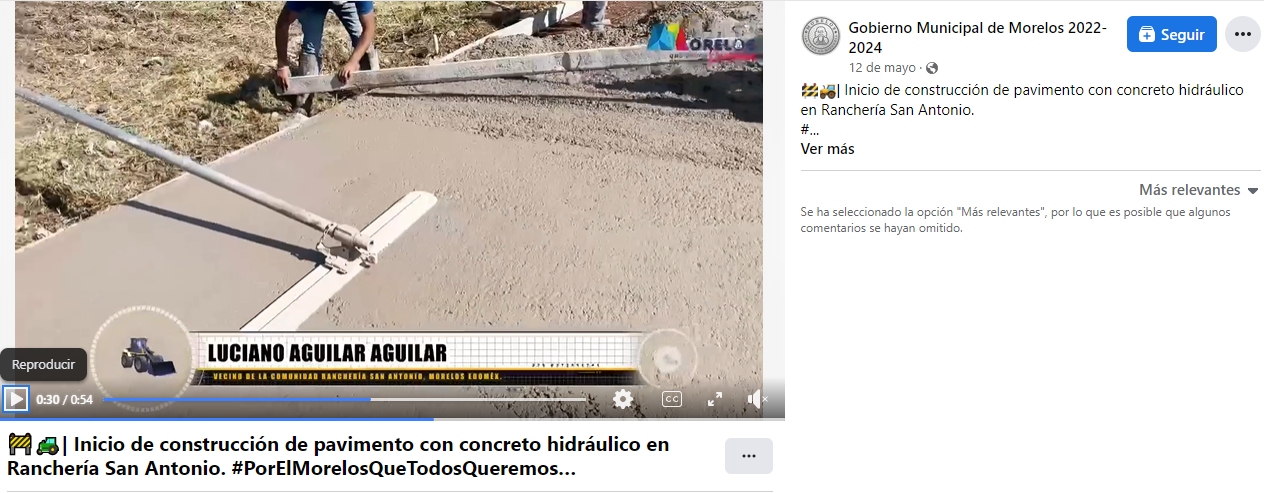 MORELOS
LUCIANO AGUILAR AGUILAR
VECINO DE LA COMUNIDAD RANCHERÍA SAN ANTONIO, MORELOS EDOMÉX.
Reproducir
0:30 / 0:54
CC
🚧🚜| Inicio de construcción de pavimento con concreto hidráulico en
Ranchería San Antonio. #PorElMorelosQueTodosQueremos...
Gobierno Municipal de Morelos 2022-
2024
12 de mayo ·
Seguir
🚧🚜| Inicio de construcción de pavimento con concreto hidráulico
en Ranchería San Antonio.
#...
Ver más
Más relevantes
Se ha seleccionado la opción "Más relevantes", por lo que es posible que algunos
comentarios se hayan omitido.